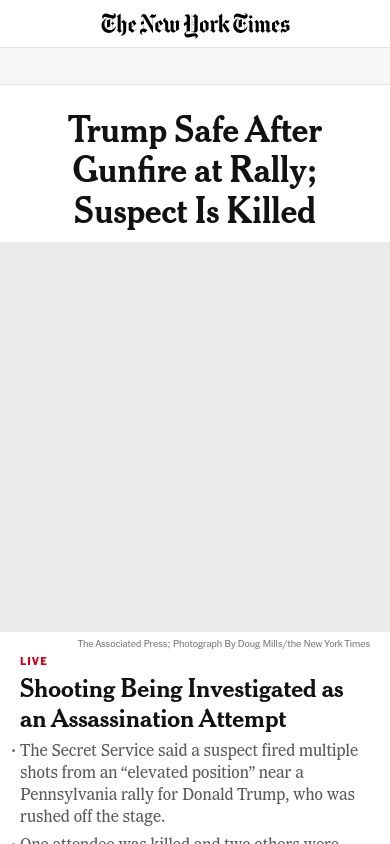 The New York Times
Trump Safe After
Gunfire at Rally;
Suspect Is Killed
The Associated Press; Photograph By Doug Mills/the New York Times
LIVE
Shooting Being Investigated as
an Assassination Attempt
• The Secret Service said a suspect fired multiple
shots from an “elevated position” near a
Pennsylvania rally for Donald Trump, who was
rushed off the stage.
• One attendee was killed and two others were